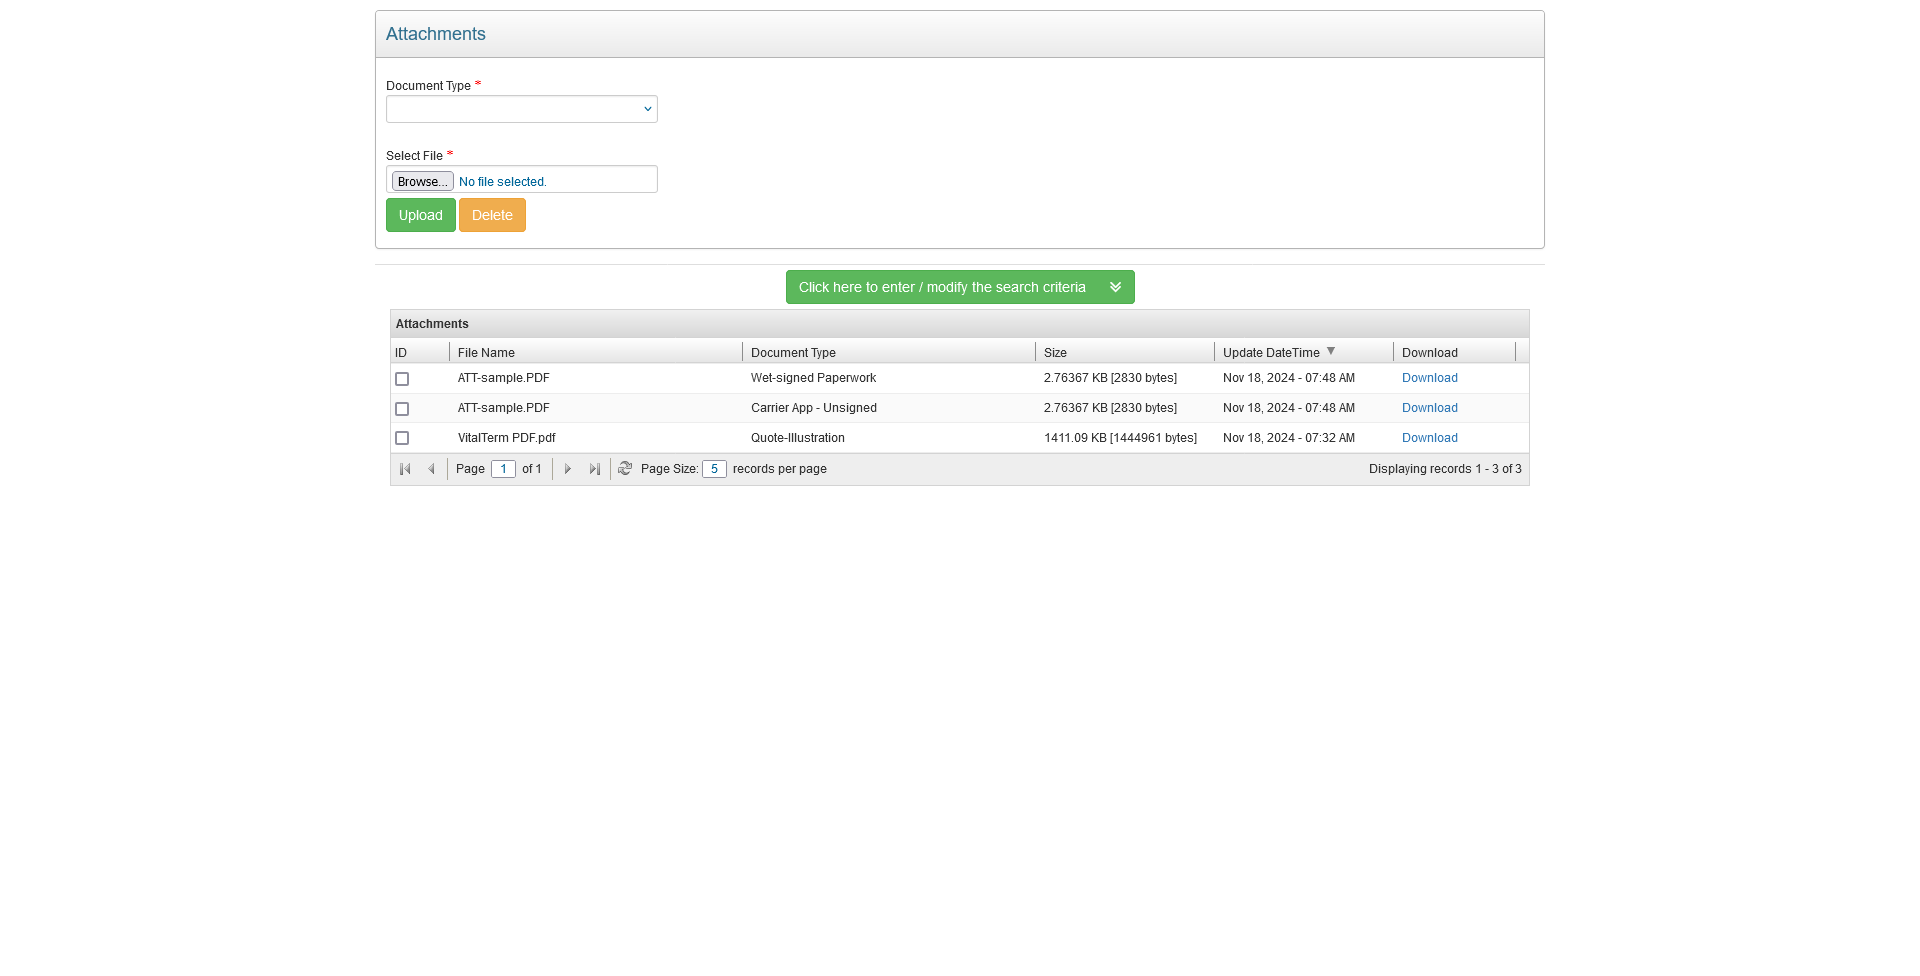 Attachments
Document Type *
Select File *
Browse... No file selected.
Upload Delete
Click here to enter / modify the search criteria
Attachments
ID File Name Document Type Size Update DateTime Download
ATT-sample.PDF Wet-signed Paperwork 2.76367 KB [2830 bytes] Nov 18, 2024 - 07:48 AM Download
ATT-sample.PDF Carrier App - Unsigned 2.76367 KB [2830 bytes] Nov 18, 2024 - 07:48 AM Download
VitalTerm PDF.pdf Quote-Illustration 1411.09 KB [1444961 bytes] Nov 18, 2024 - 07:32 AM Download
Page 1 of 1 Page Size: 5 records per page Displaying records 1 - 3 of 3